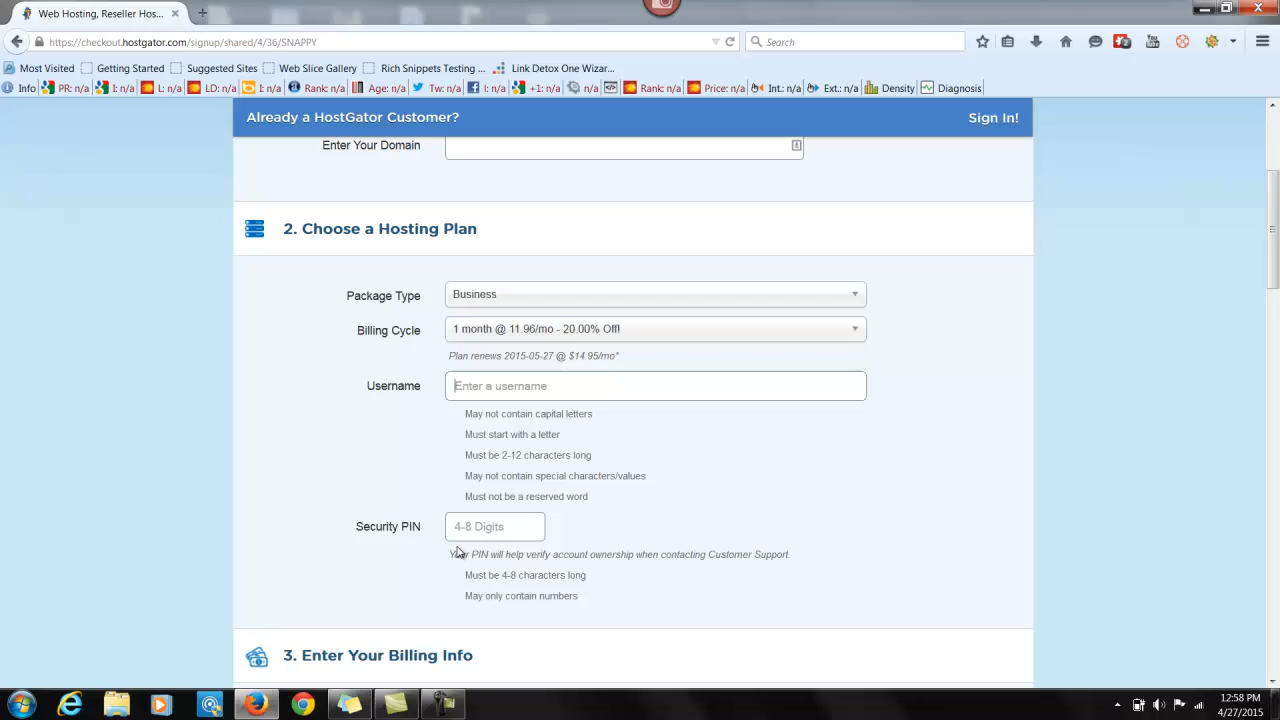 Web Hosting, Reseller Hos...
https://checkout.hostgator.com/signup/shared/4/36/SNAPPY
Search
Most Visited Getting Started Suggested Sites Web Slice Gallery Rich Snippets Testing ... Link Detox One Wizar...
Info PR: n/a I: n/a L: n/a LD: n/a I: n/a Rank: n/a Age: n/a Tw: n/a I: n/a +1: n/a n/a Rank: n/a Price: n/a Int.: n/a Ext.: n/a Density Diagnosis
Already a HostGator Customer? Sign In!
Enter Your Domain
2. Choose a Hosting Plan
Package Type Business
Billing Cycle 1 month @ 11.96/mo - 20.00% Off!
Plan renews 2015-05-27 @ $14.95/mo*
Username Enter a username
May not contain capital letters
Must start with a letter
Must be 2-12 characters long
May not contain special characters/values
Must not be a reserved word
Security PIN 4-8 Digits
Your PIN will help verify account ownership when contacting Customer Support.
Must be 4-8 characters long
May only contain numbers
3. Enter Your Billing Info
12:58 PM
4/27/2015